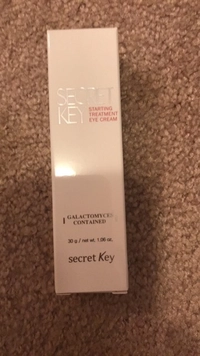 SECRET
KEY
STARTING
TREATMENT
EYE CREAM
GALACTOMYCES
CONTAINED
30 g / net wt. 1.06 oz.
secret Key